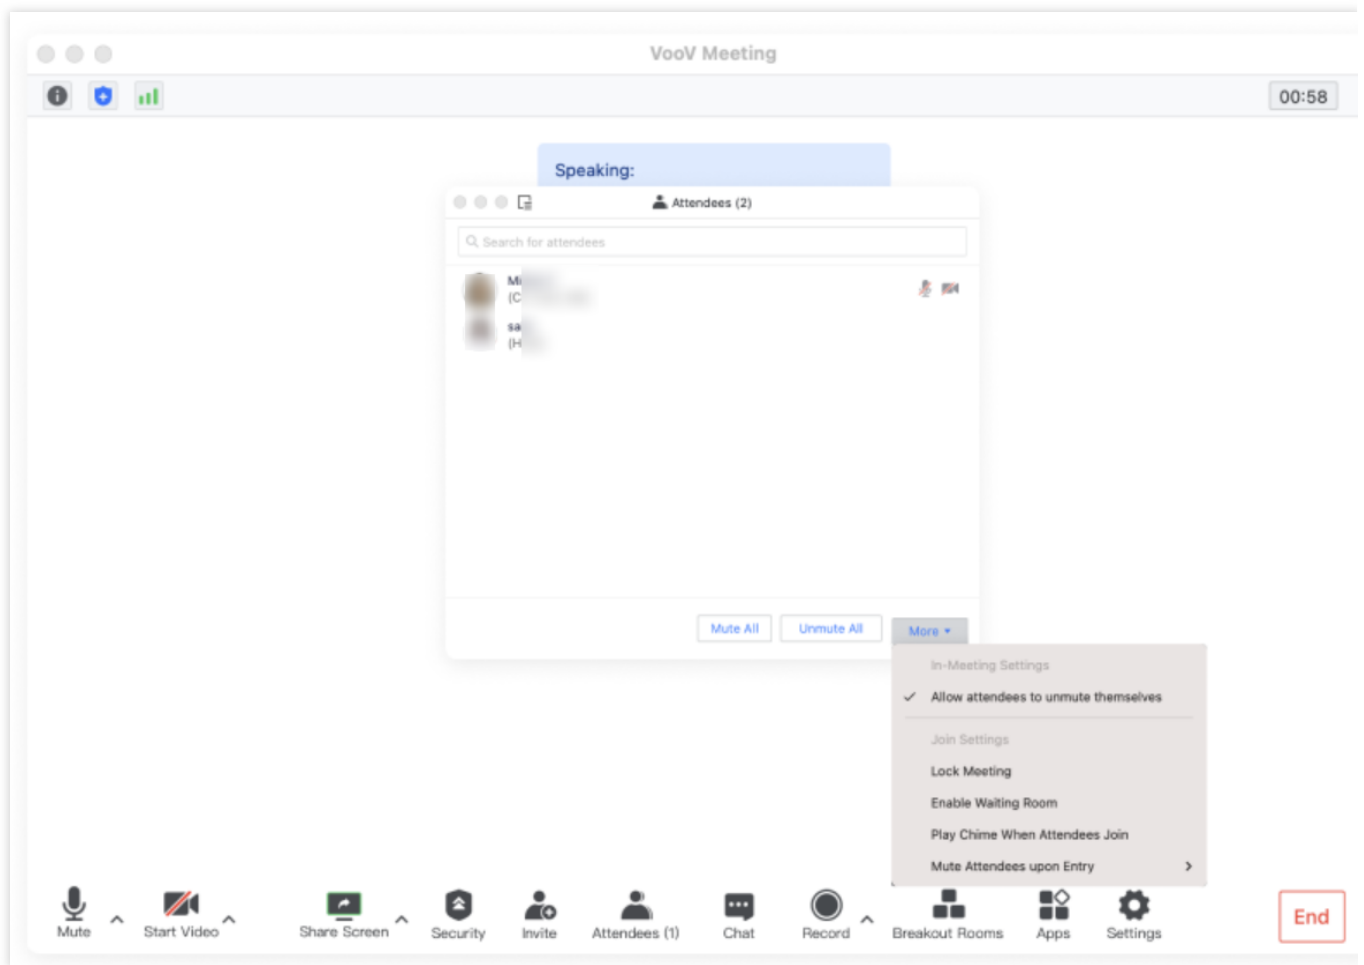 VooV Meeting
00:58
Speaking:
Attendees (2)
Search for attendees
Mute All
Unmute All
More
In-Meeting Settings
Allow attendees to unmute themselves
Join Settings
Lock Meeting
Enable Waiting Room
Play Chime When Attendees Join
Mute Attendees upon Entry
Mute
Start Video
Share Screen
Security
Invite
Attendees (1)
Chat
Record
Breakout Rooms
Apps
Settings
End